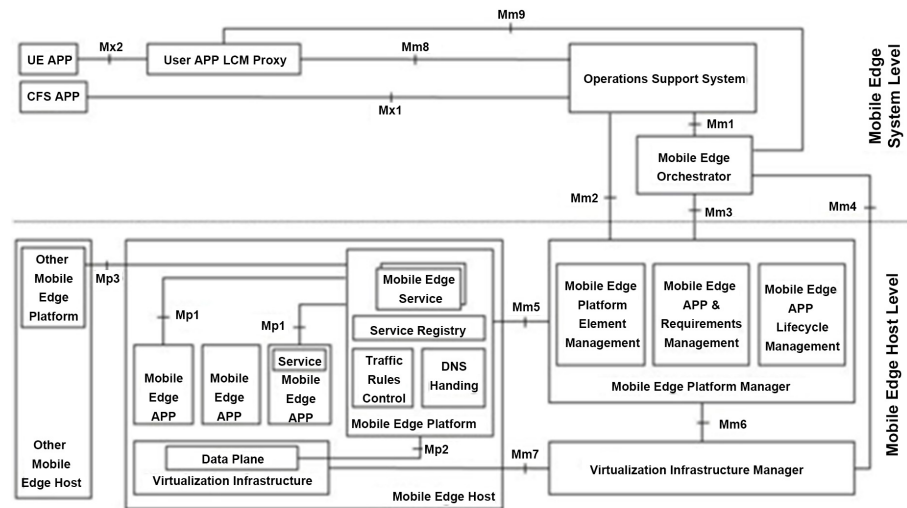 Mm9
UE APP
Mx2
User APP LCM Proxy
Mm8
Operations Support System
CFS APP
Mx1
Mm1
Mobile Edge
Orchestrator
Mobile Edge
System Level
Mm2
Mm3
Mm4
Other
Mobile
Edge
Platform
Mp3
Mobile Edge
Service
Mp1
Mp1
Service Registry
Mm5
Mobile Edge
Platform
Element
Management
Mobile Edge
APP &
Requirements
Management
Mobile Edge
APP
Lifecycle
Management
Mobile Edge Platform Manager
Mobile Edge Host Level
Mobile
Edge APP
Mobile
Edge APP
Service
Mobile
Edge APP
Traffic
Rules
Control
DNS
Handing
Mobile Edge Platform
Mp2
Mm6
Other
Mobile
Edge Host
Data Plane
Virtualization Infrastructure
Mm7
Virtualization Infrastructure Manager
Mobile Edge Host